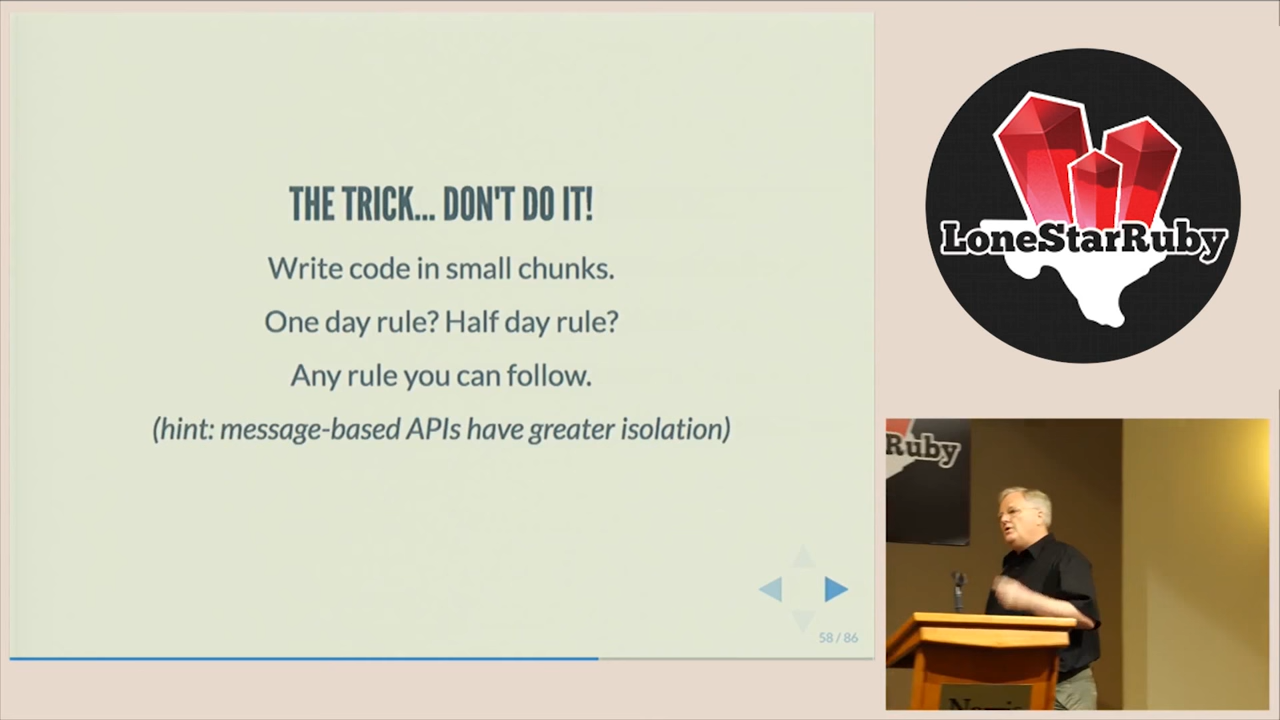 THE TRICK... DON'T DO IT!
Write code in small chunks.
One day rule? Half day rule?
Any rule you can follow.
(hint: message-based APIs have greater isolation)
58 / 86
LoneStarRuby
Ruby